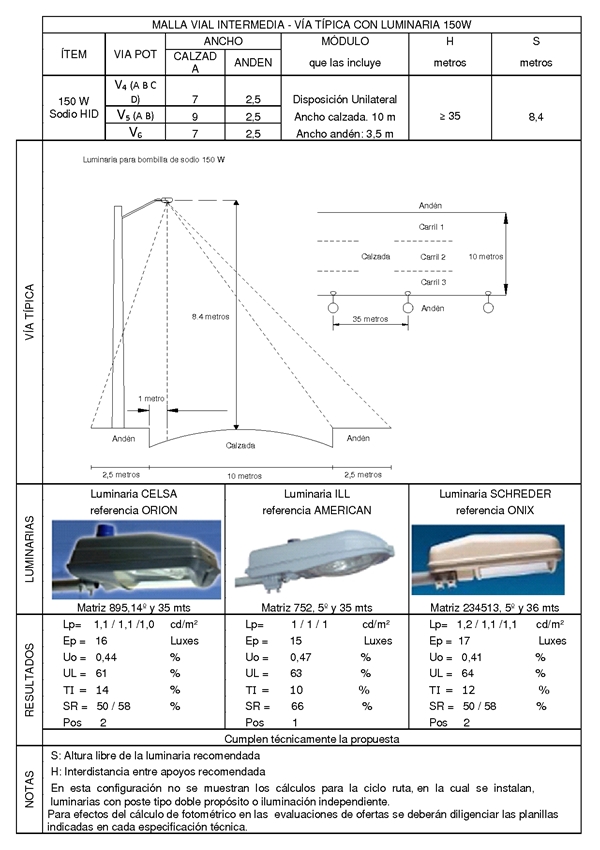 MALLA VIAL INTERMEDIA - VÍA TÍPICA CON LUMINARIA 150W
ÍTEM
VIA POT
ANCHO
MÓDULO
H
S
CALZAD
A
ANDEN
que las incluye
metros
metros
150 W
Sodio HID
V4 (A B C
D)
7
2,5
Disposición Unilateral
≥ 35
8,4
V5 (A B)
9
2,5
Ancho calzada. 10 m
V6
7
2,5
Ancho andén: 3,5 m
VÍA TÍPICA
Luminaria para bombilla de sodio 150 W
8.4 metros
1 metro
Andèn
Calzada
Andèn
2,5 metros
10 metros
2,5 metros
Andèn
Carril 1
Calzada
Carril 2
10 metros
Carril 3
Andèn
35 metros
LUMINARIAS
Luminaria CELSA
referencia ORION
Matriz 895,14º y 35 mts
Luminaria ILL
referencia AMERICAN
Matriz 752, 5º y 35 mts
Luminaria SCHREDER
referencia ONIX
Matriz 234513, 5º y 36 mts
RESULTADOS
Lp= 1,1 / 1,1 /1,0 cd/m²
Ep = 16 Luxes
Uo = 0,44 %
UL = 61 %
TI = 14 %
SR = 50 / 58 %
Pos 2
Lp= 1 / 1 / 1 cd/m²
Ep = 15 Luxes
Uo = 0,47 %
UL = 63 %
TI = 10 %
SR = 66 %
Pos 1
Lp= 1,2 / 1,1 /1,1 cd/m²
Ep = 17 Luxes
Uo = 0,41 %
UL = 64 %
TI = 12 %
SR = 50 / 58 %
Pos 2
Cumplen técnicamente la propuesta
NOTAS
S: Altura libre de la luminaria recomendada
H: Interdistancia entre apoyos recomendada
En esta configuración no se muestran los cálculos para la ciclo ruta, en la cual se instalan,
luminarias con poste tipo doble propósito o iluminación independiente.
Para efectos del cálculo de fotométrico en las evaluaciones de ofertas se deberán diligenciar las planillas
indicadas en cada especificación técnica.